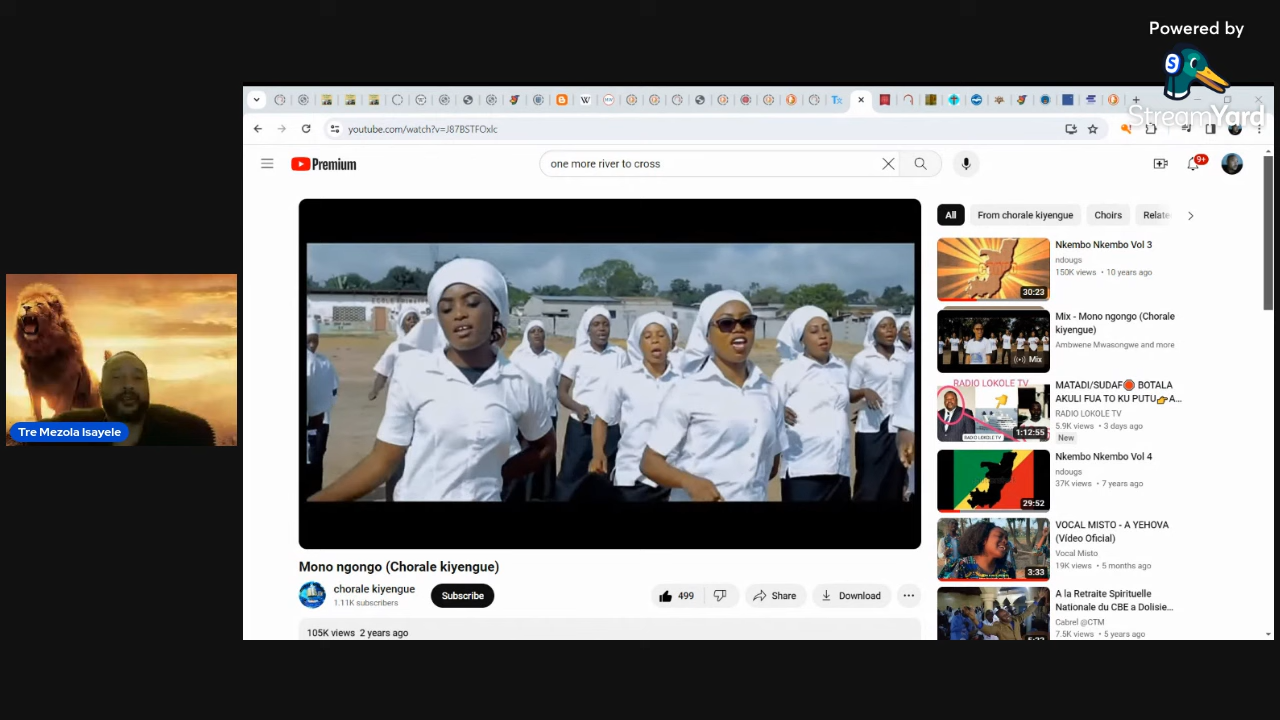 Powered by
StreamYard
youtube.com/watch?v=J87BSTFOxlc
Premium
one more river to cross
9+
All
From chorale kiyengue
Choirs
Relate
Nkembo Nkembo Vol 3
ndougs
150K views • 10 years ago
30:23
Mix - Mono ngongo (Chorale
kiyengue)
Ambwene Mwasongwe and more
Mix
MATADI/SUDAF🔴 BOTALA
AKULI FUA TO KU PUTU👉A...
RADIO LOKOLE TV
5.9K views • 3 days ago
New
RADIO LOKOLE TV
1:12:55
Nkembo Nkembo Vol 4
ndougs
37K views • 7 years ago
29:52
VOCAL MISTO - A YEHOVA
(Vídeo Oficial)
Vocal Misto
19K views • 5 months ago
3:33
A la Retraite Spirituelle
Nationale du CBE a Dolisie...
Cabrel @CTM
7.5K views • 5 years ago
Tre Mezola Isayele
Mono ngongo (Chorale kiyengue)
chorale kiyengue
1.11K subscribers
Subscribe
499
Share
Download
105K views 2 years ago